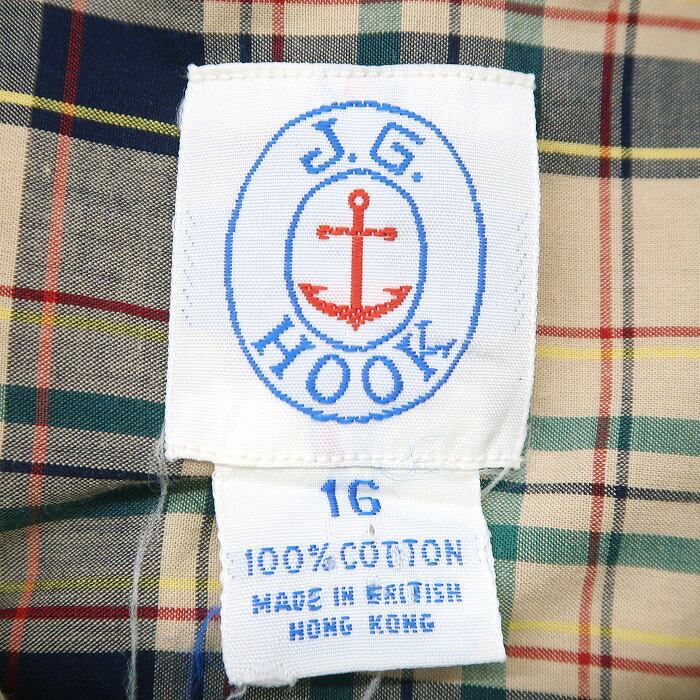 J.G.
HOOK
16
100% COTTON
MADE IN BRITISH
HONG KONG